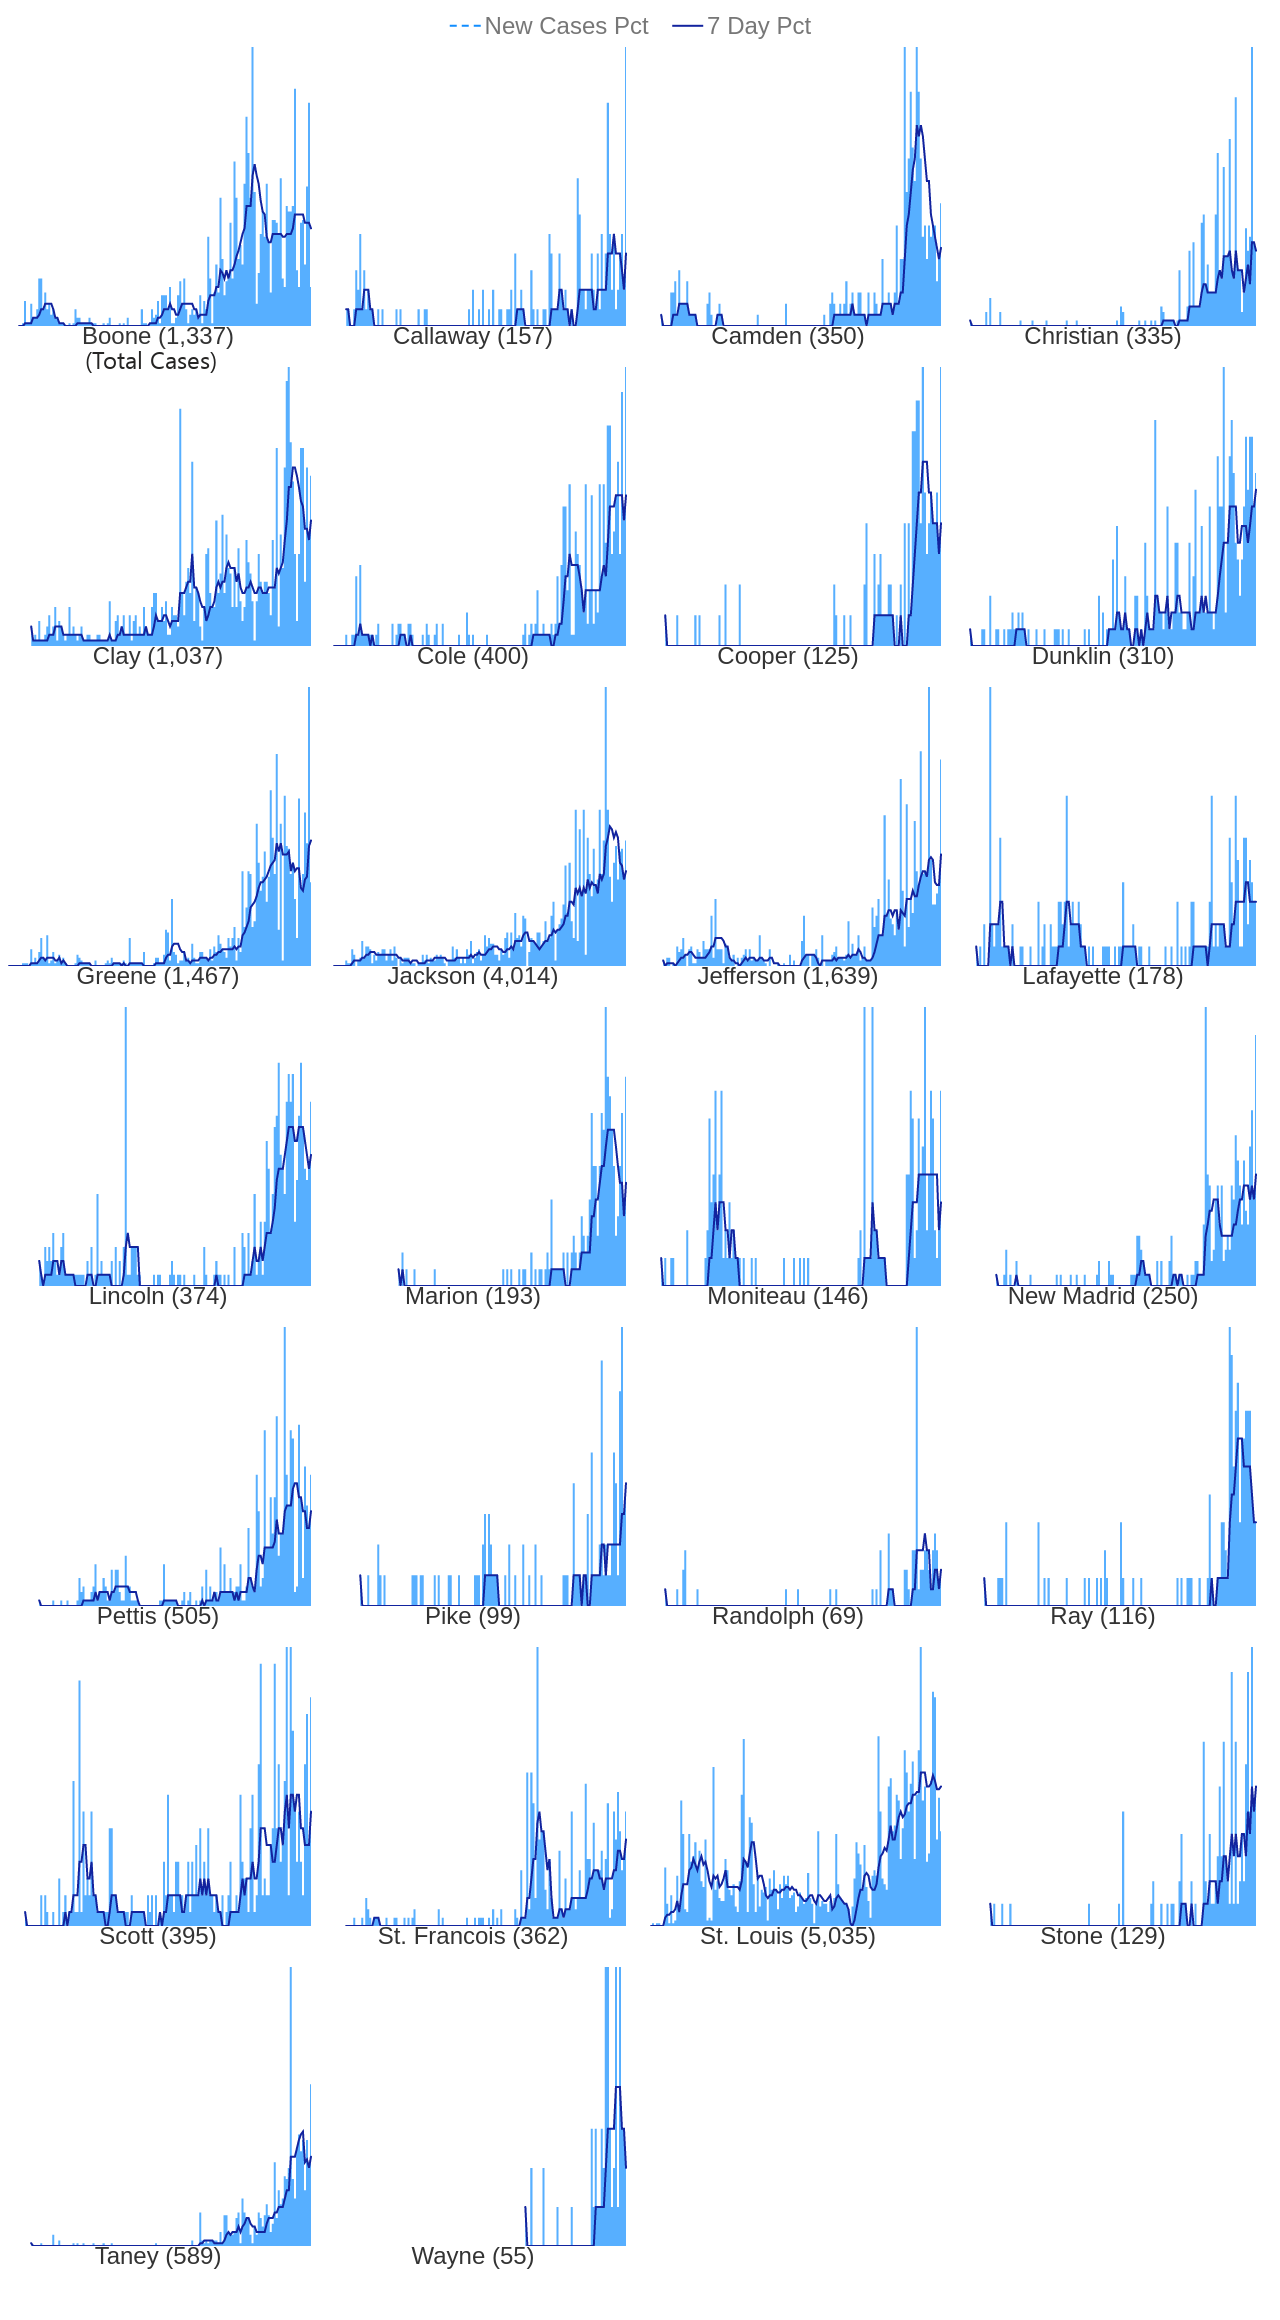 New Cases Pct 7 Day Pct
Boone (1,337) Callaway (157) Camden (350) Christian (335)
(Total Cases)
Clay (1,037) Cole (400) Cooper (125) Dunklin (310)
Greene (1,467) Jackson (4,014) Jefferson (1,639) Lafayette (178)
Lincoln (374) Marion (193) Moniteau (146) New Madrid (250)
Pettis (505) Pike (99) Randolph (69) Ray (116)
Scott (395) St. Francois (362) St. Louis (5,035) Stone (129)
Taney (589) Wayne (55)